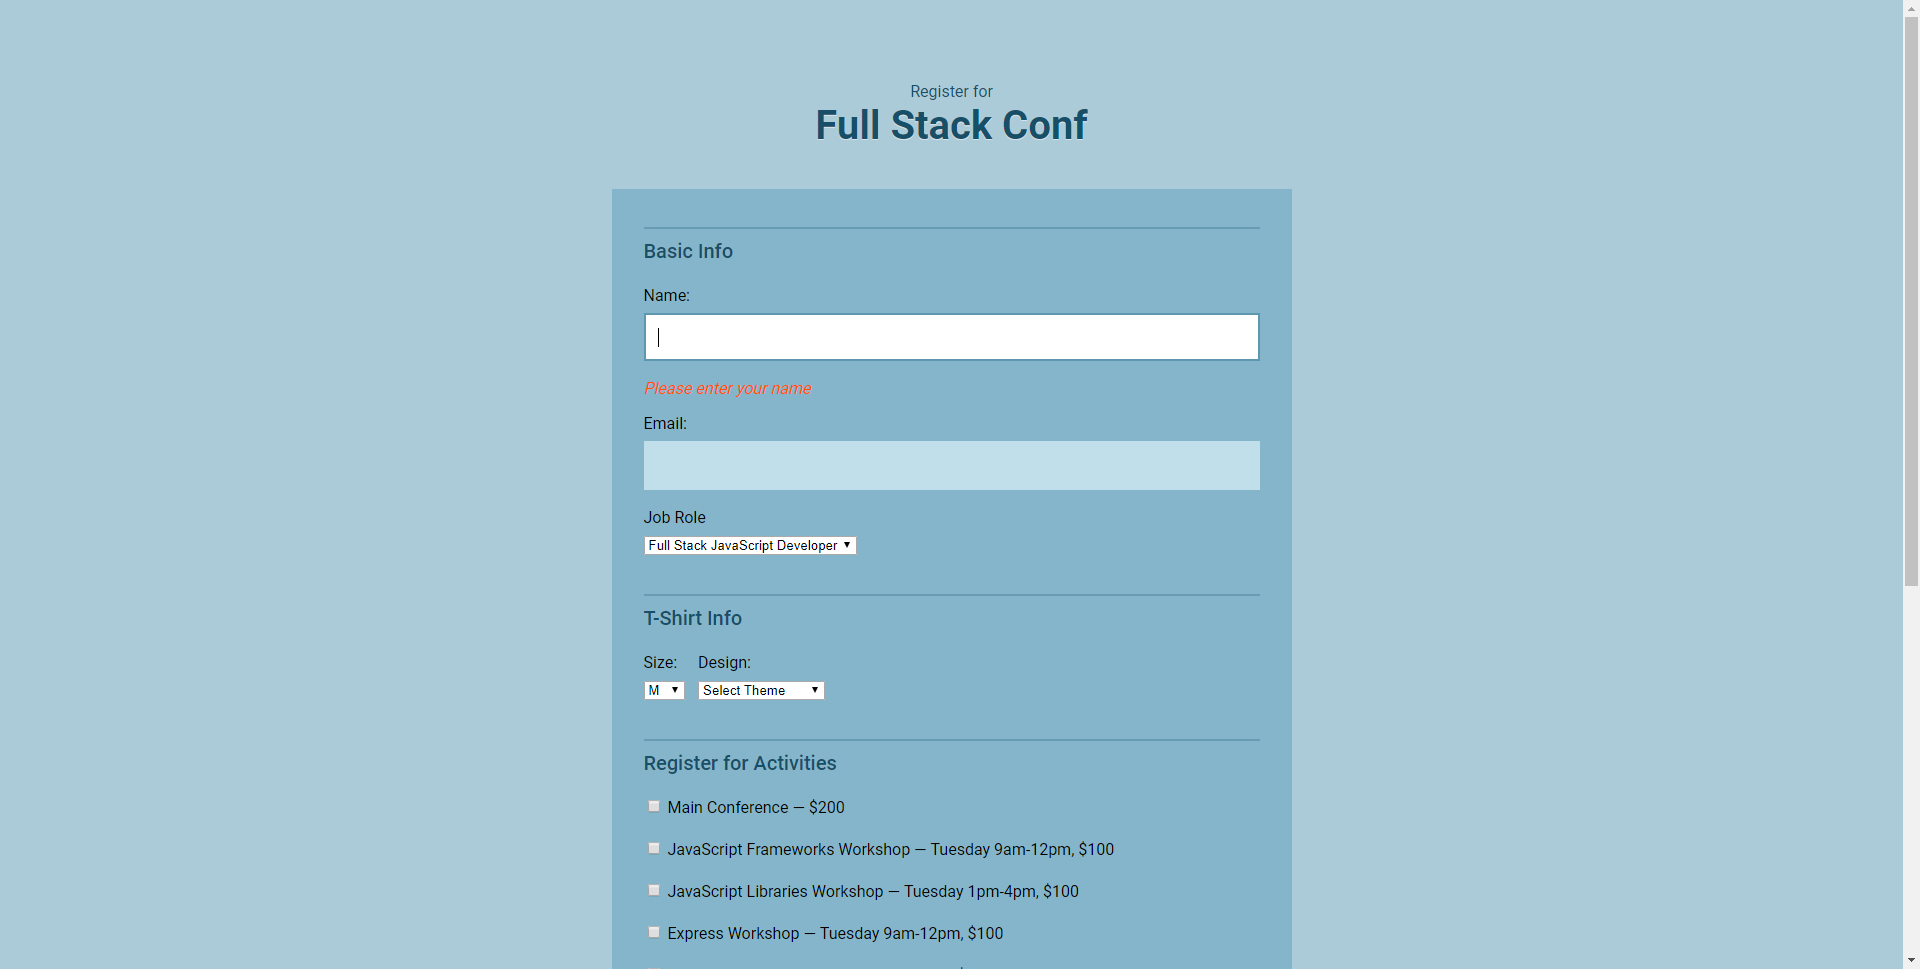 Register for
Full Stack Conf
Basic Info
Name:
Please enter your name
Email:
Job Role
Full Stack JavaScript Developer
T-Shirt Info
Size: Design:
M Select Theme
Register for Activities
Main Conference — $200
JavaScript Frameworks Workshop — Tuesday 9am-12pm, $100
JavaScript Libraries Workshop — Tuesday 1pm-4pm, $100
Express Workshop — Tuesday 9am-12pm, $100